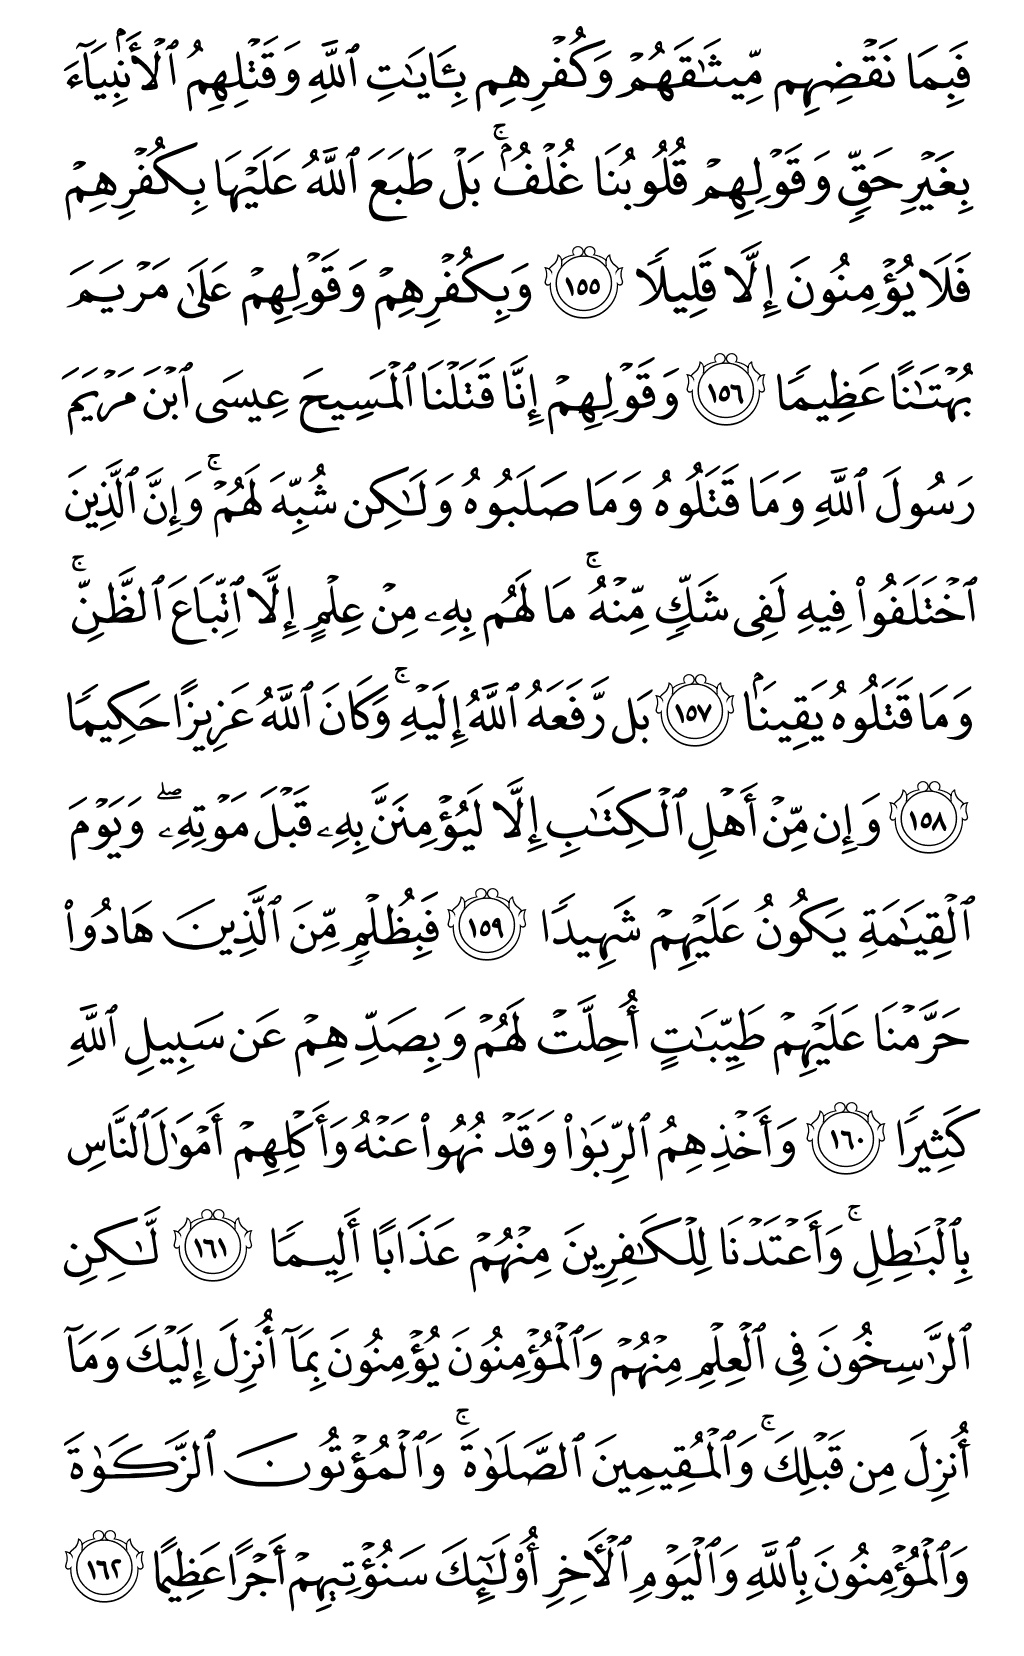 فَبِمَا نَقْضِهِم مِّيثَٰقَهُمْ وَكُفْرِهِم بِـَٔايَٰتِ ٱللَّهِ وَقَتْلِهِمُ ٱلْأَنۢبِيَآءَ
بِغَيْرِ حَقٍّ وَقَوْلِهِمْ قُلُوبُنَا غُلْفٌۢ ۚ بَلْ طَبَعَ ٱللَّهُ عَلَيْهَا بِكُفْرِهِمْ
فَلَا يُؤْمِنُونَ إِلَّا قَلِيلًا ١٥٥ وَبِكُفْرِهِمْ وَقَوْلِهِمْ عَلَىٰ مَرْيَمَ
بُهْتَٰنًا عَظِيمًا ١٥٦ وَقَوْلِهِمْ إِنَّا قَتَلْنَا ٱلْمَسِيحَ عِيسَى ٱبْنَ مَرْيَمَ
رَسُولَ ٱللَّهِ وَمَا قَتَلُوهُ وَمَا صَلَبُوهُ وَلَٰكِن شُبِّهَ لَهُمْ ۚ وَإِنَّ ٱلَّذِينَ
ٱخْتَلَفُوا۟ فِيهِ لَفِى شَكٍّ مِّنْهُ ۚ مَا لَهُم بِهِۦ مِنْ عِلْمٍ إِلَّا ٱتِّبَاعَ ٱلظَّنِّ ۚ
وَمَا قَتَلُوهُ يَقِينًۢا ١٥٧ بَل رَّفَعَهُ ٱللَّهُ إِلَيْهِ ۚ وَكَانَ ٱللَّهُ عَزِيزًا حَكِيمًا
١٥٨ وَإِن مِّنْ أَهْلِ ٱلْكِتَٰبِ إِلَّا لَيُؤْمِنَنَّ بِهِۦ قَبْلَ مَوْتِهِۦ ۖ وَيَوْمَ
ٱلْقِيَٰمَةِ يَكُونُ عَلَيْهِمْ شَهِيدًا ١٥٩ فَبِظُلْمٍ مِّنَ ٱلَّذِينَ هَادُوا۟
حَرَّمْنَا عَلَيْهِمْ طَيِّبَٰتٍ أُحِلَّتْ لَهُمْ وَبِصَدِّهِمْ عَن سَبِيلِ ٱللَّهِ
كَثِيرًا ١٦٠ وَأَخْذِهِمُ ٱلرِّبَوٰا۟ وَقَدْ نُهُوا۟ عَنْهُ وَأَكْلِهِمْ أَمْوَٰلَ ٱلنَّاسِ
بِٱلْبَٰطِلِ ۚ وَأَعْتَدْنَا لِلْكَٰفِرِينَ مِنْهُمْ عَذَابًا أَلِيمًا ١٦١ لَّٰكِنِ
ٱلرَّٰسِخُونَ فِى ٱلْعِلْمِ مِنْهُمْ وَٱلْمُؤْمِنُونَ يُؤْمِنُونَ بِمَآ أُنزِلَ إِلَيْكَ وَمَآ
أُنزِلَ مِن قَبْلِكَ ۚ وَٱلْمُقِيمِينَ ٱلصَّلَوٰةَ ۚ وَٱلْمُؤْتُونَ ٱلزَّكَوٰةَ
وَٱلْمُؤْمِنُونَ بِٱللَّهِ وَٱلْيَوْمِ ٱلْـَٔاخِرِ أُو۟لَٰٓئِكَ سَنُؤْتِيهِمْ أَجْرًا عَظِيمًا ١٦٢